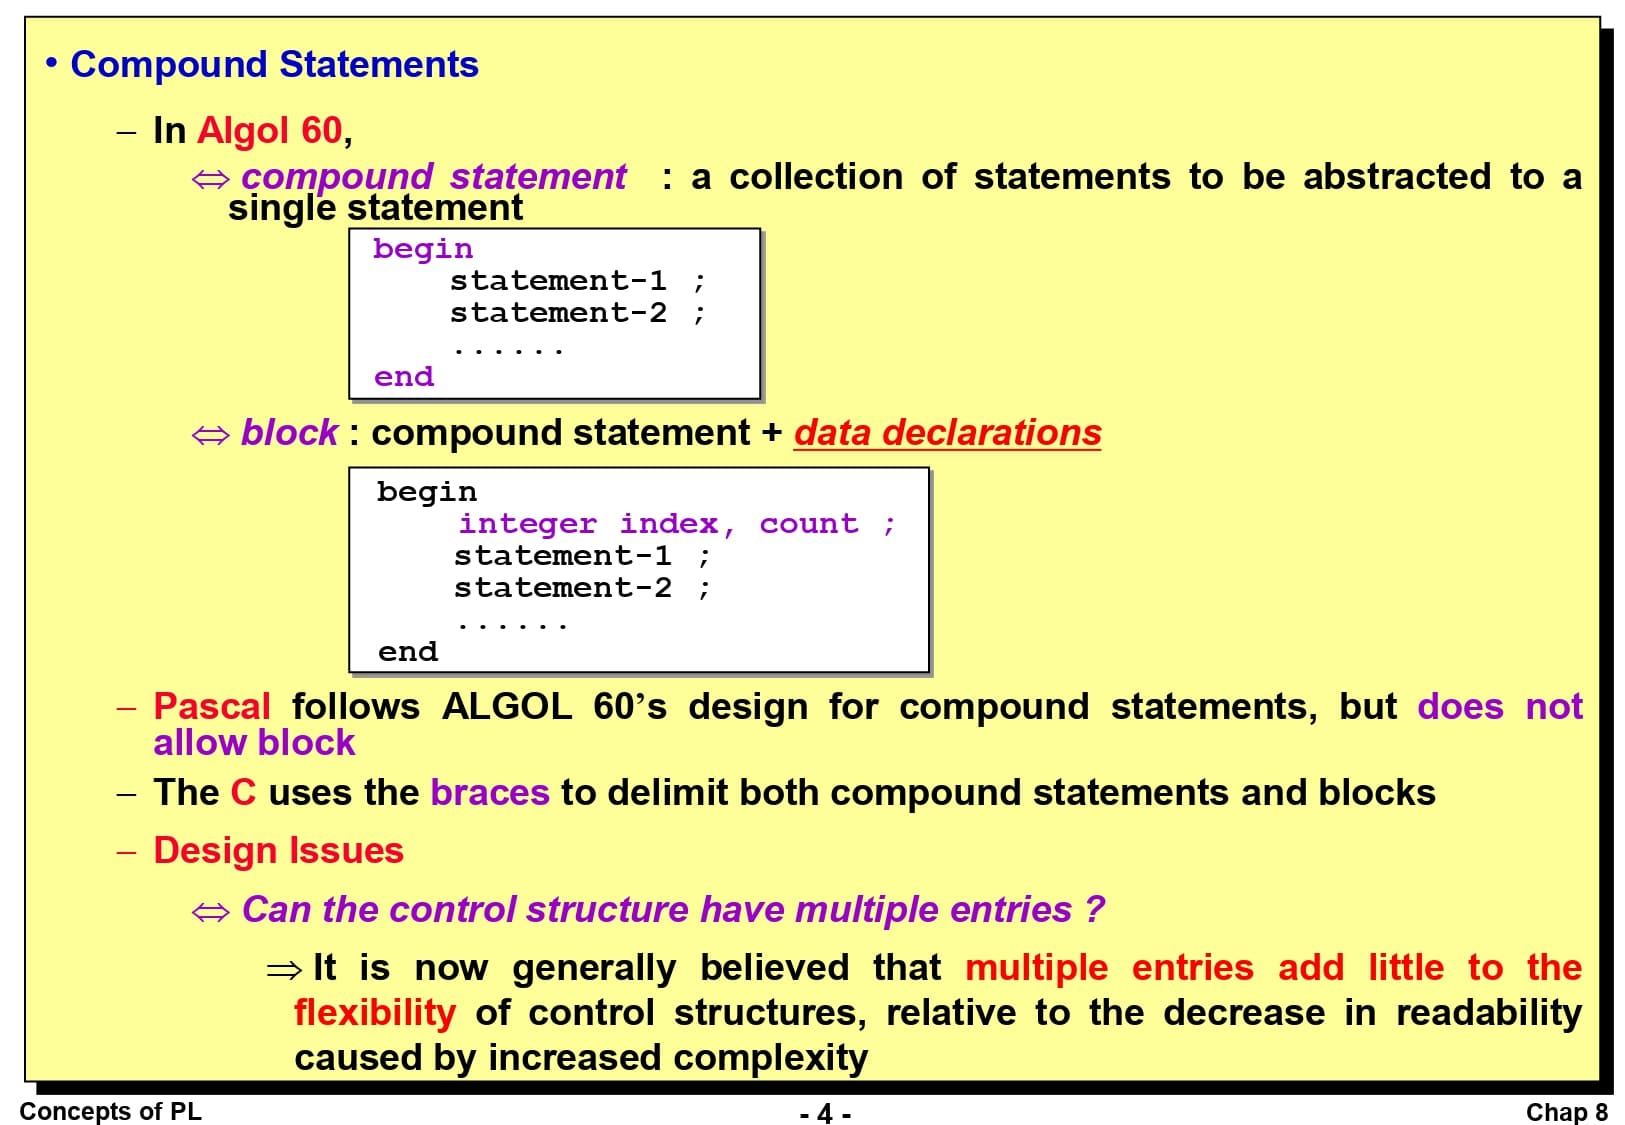 • Compound Statements
– In Algol 60,
⇔ compound statement : a collection of statements to be abstracted to a
single statement
begin
statement-1 ;
statement-2 ;
......
end
⇔ block : compound statement + data declarations
begin
integer index, count ;
statement-1 ;
statement-2 ;
......
end
– Pascal follows ALGOL 60’s design for compound statements, but does not
allow block
– The C uses the braces to delimit both compound statements and blocks
– Design Issues
⇔ Can the control structure have multiple entries ?
⇒ It is now generally believed that multiple entries add little to the
flexibility of control structures, relative to the decrease in readability
caused by increased complexity
Concepts of PL - 4 - Chap 8